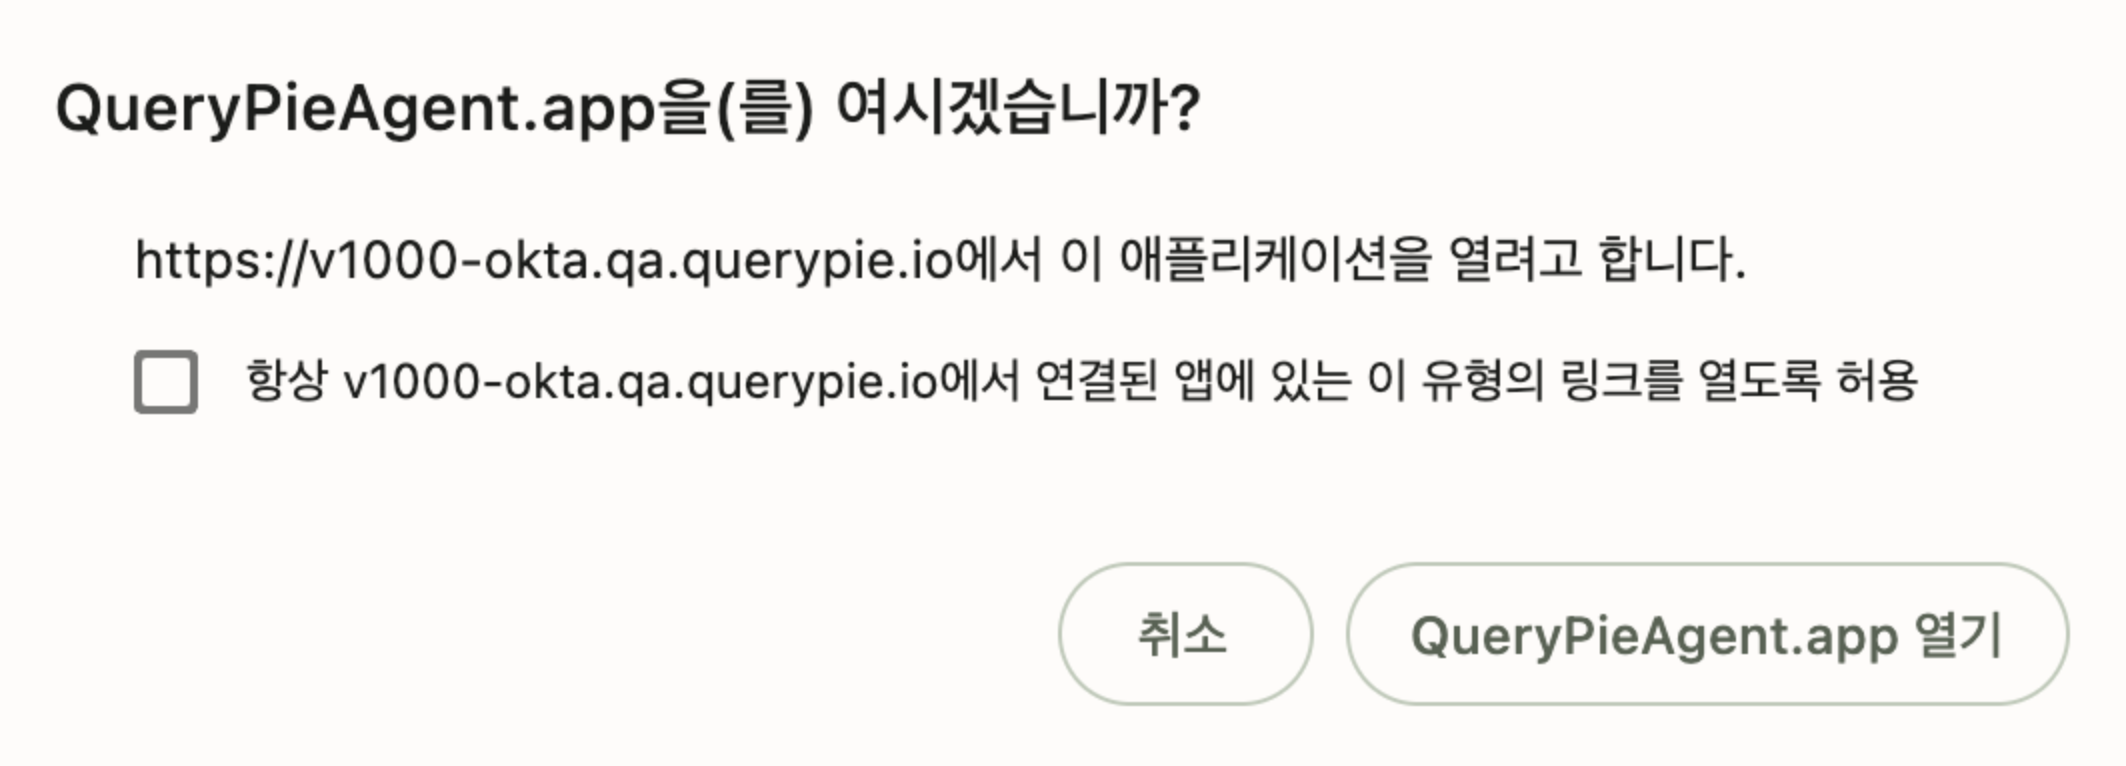 QueryPieAgent.app을(를) 여시겠습니까?
https://v1000-okta.qa.querypie.io에서 이 애플리케이션을 열려고 합니다.
항상 v1000-okta.qa.querypie.io에서 연결된 앱에 있는 이 유형의 링크를 열도록 허용
취소
QueryPieAgent.app 열기